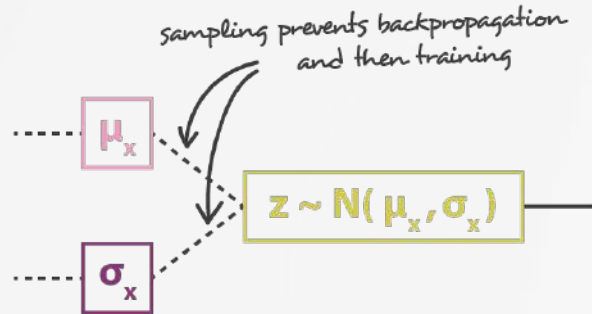 sampling prevents backpropagation
and then training
μₓ
z ~ N( μₓ , σₓ )
σₓ